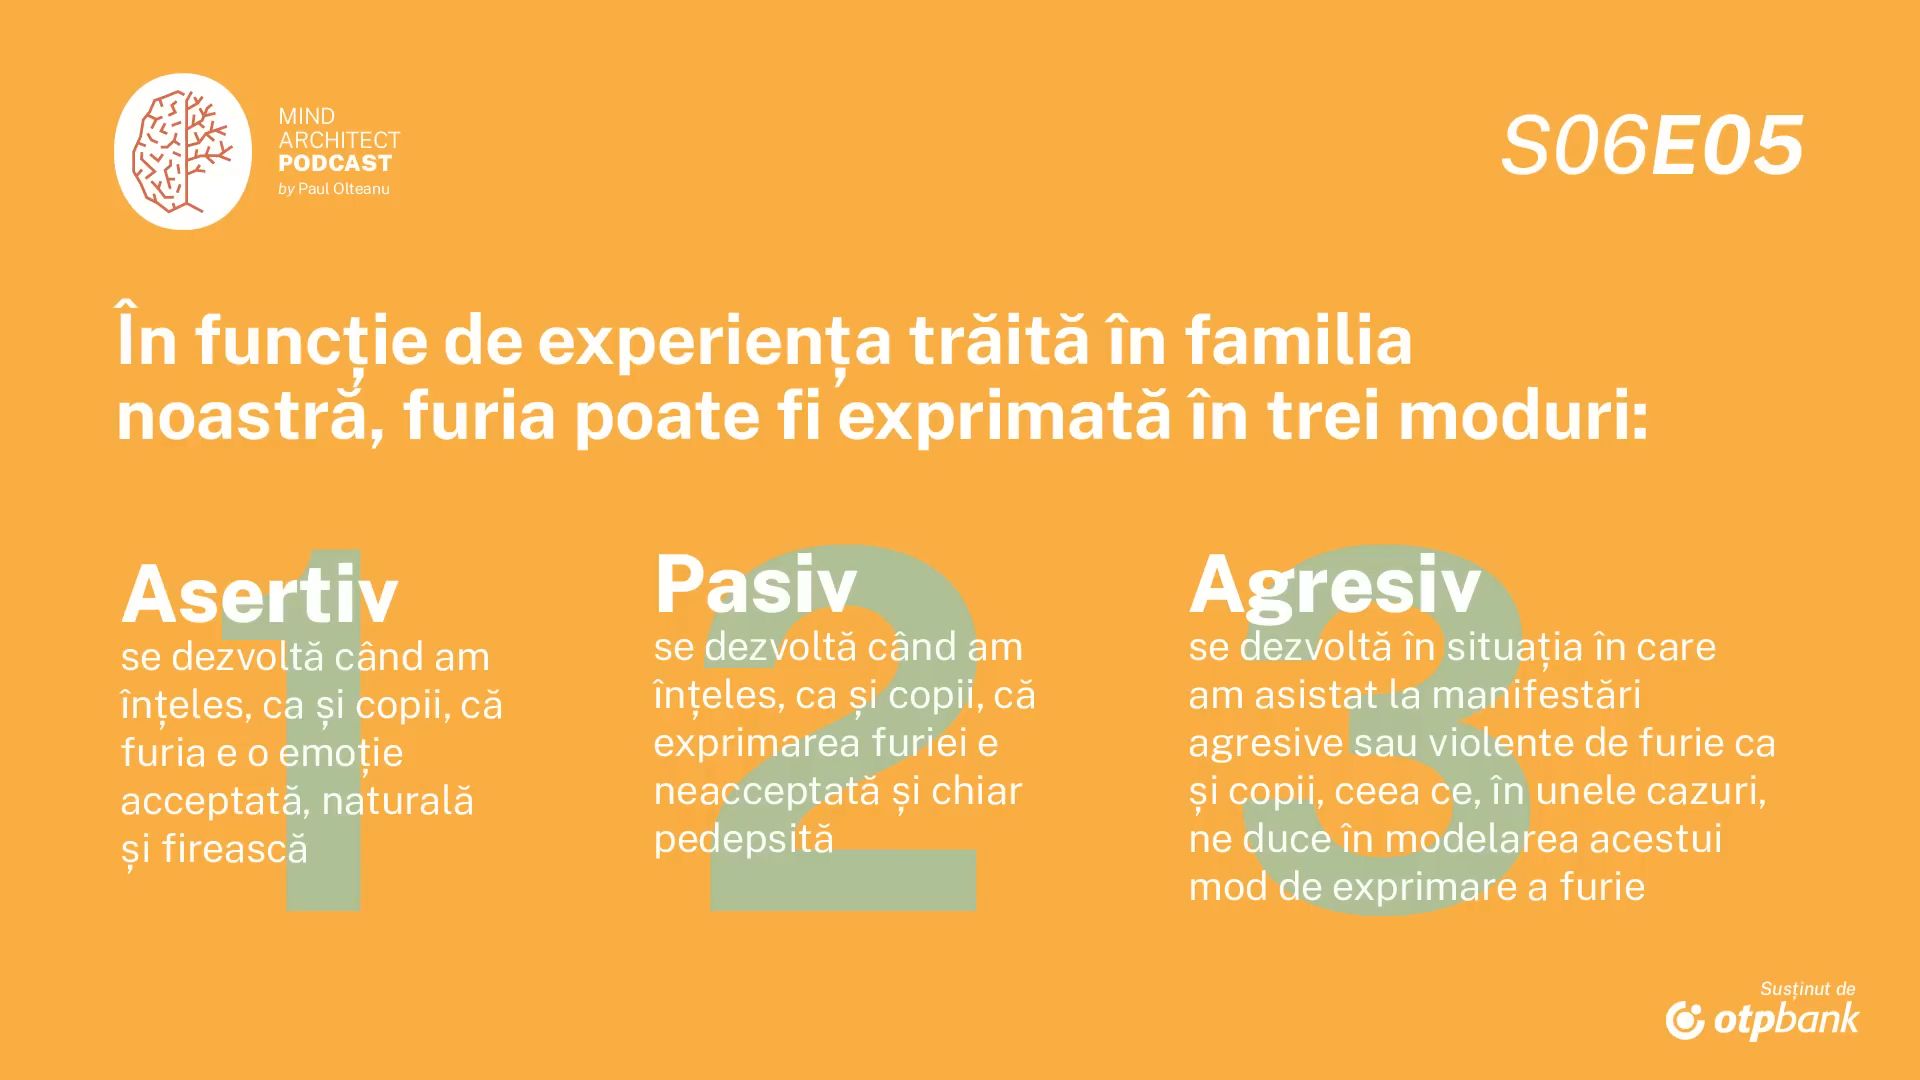 MIND
ARCHITECT
PODCAST
by Paul Olteanu
S06E05
În funcție de experiența trăită în familia
noastră, furia poate fi exprimată în trei moduri:
1
Asertiv
se dezvoltă când am
înțeles, ca și copii, că
furia e o emoție
acceptată, naturală
și firească
2
Pasiv
se dezvoltă când am
înțeles, ca și copii, că
exprimarea furiei e
neacceptată și chiar
pedepsită
3
Agresiv
se dezvoltă în situația în care
am asistat la manifestări
agresive sau violente de furie ca
și copii, ceea ce, în unele cazuri,
ne duce în modelarea acestui
mod de exprimare a furie
Susținut de
otpbank